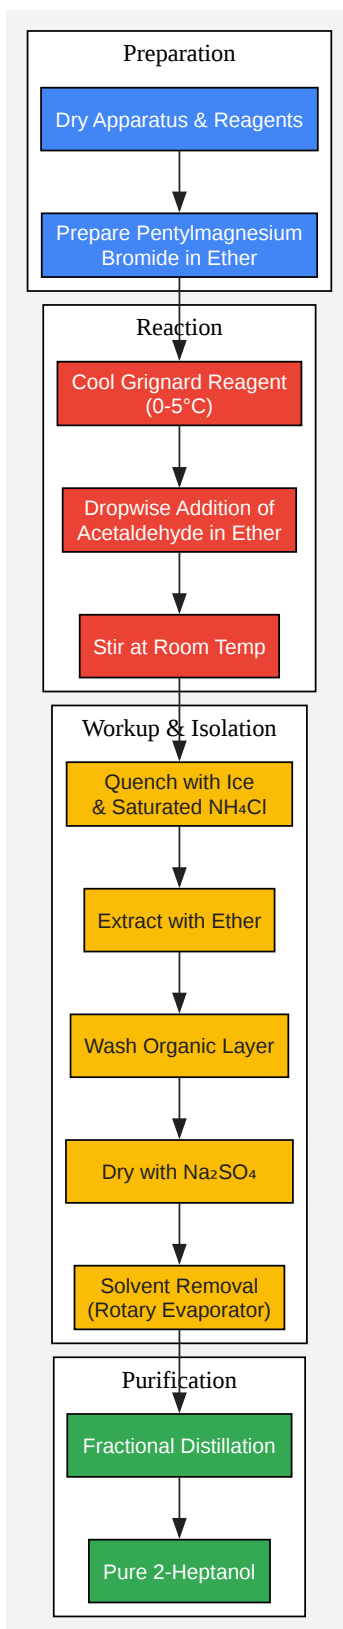 Preparation
Dry Apparatus & Reagents
Prepare Pentylmagnesium
Bromide in Ether
Reaction
Cool Grignard Reagent
(0-5°C)
Dropwise Addition of
Acetaldehyde in Ether
Stir at Room Temp
Workup & Isolation
Quench with Ice
& Saturated NH₄Cl
Extract with Ether
Wash Organic Layer
Dry with Na₂SO₄
Solvent Removal
(Rotary Evaporator)
Purification
Fractional Distillation
Pure 2-Heptanol